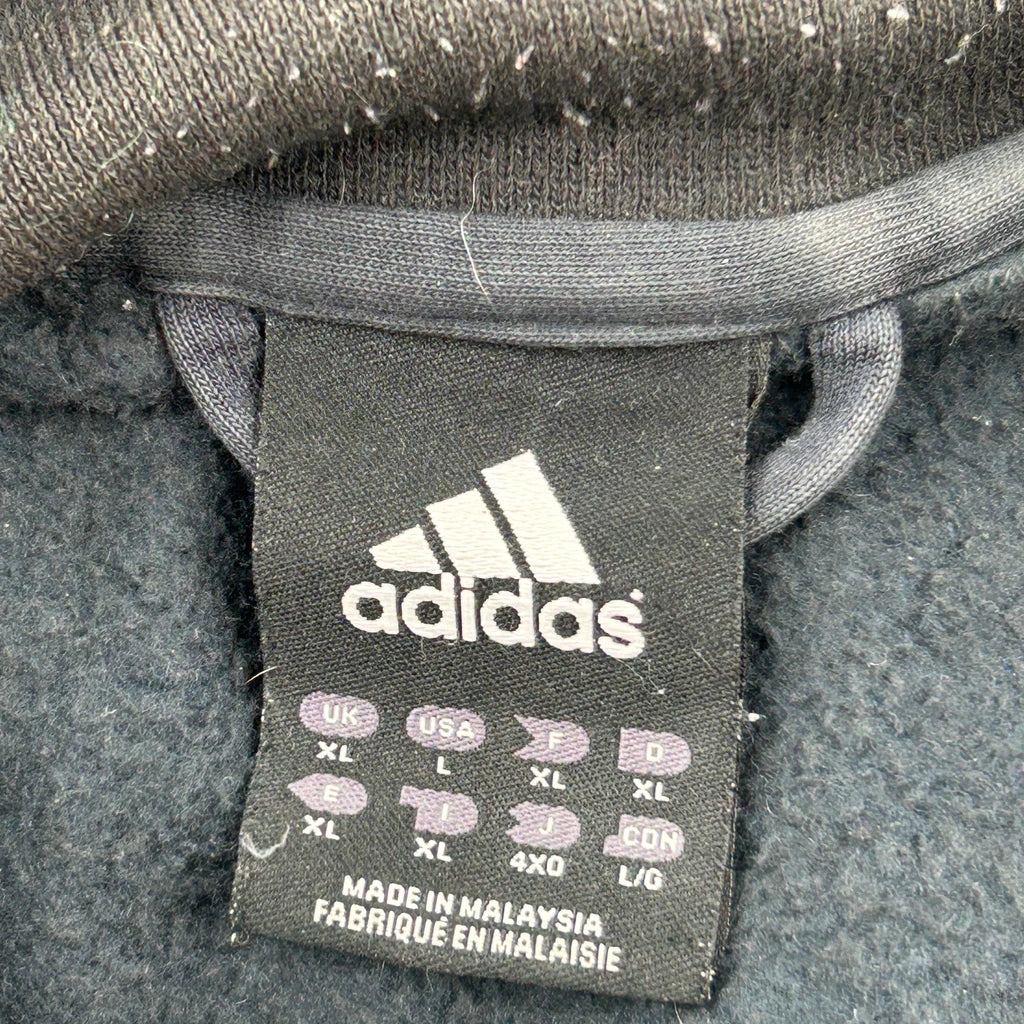 adidas
UK USA F D
XL L XL XL
E I J CDN
XL XL 4XO L/G
MADE IN MALAYSIA
FABRIQUÉ EN MALAISIE